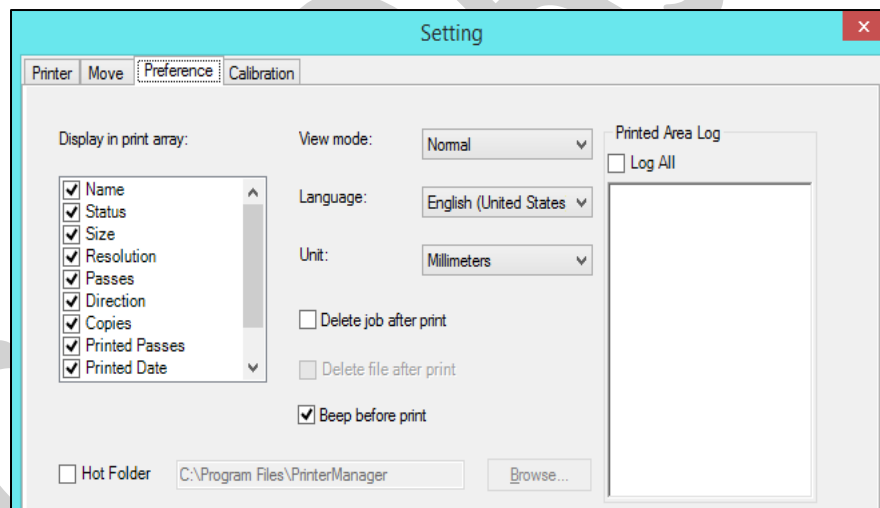 Setting
Printer Move Preference Calibration
Display in print array:
Name
Status
Size
Resolution
Passes
Direction
Copies
Printed Passes
Printed Date
View mode: Normal
Language: English (United States
Unit: Millimeters
Delete job after print
Delete file after print
Beep before print
Printed Area Log
Log All
Hot Folder C:\Program Files\PrinterManager Browse...